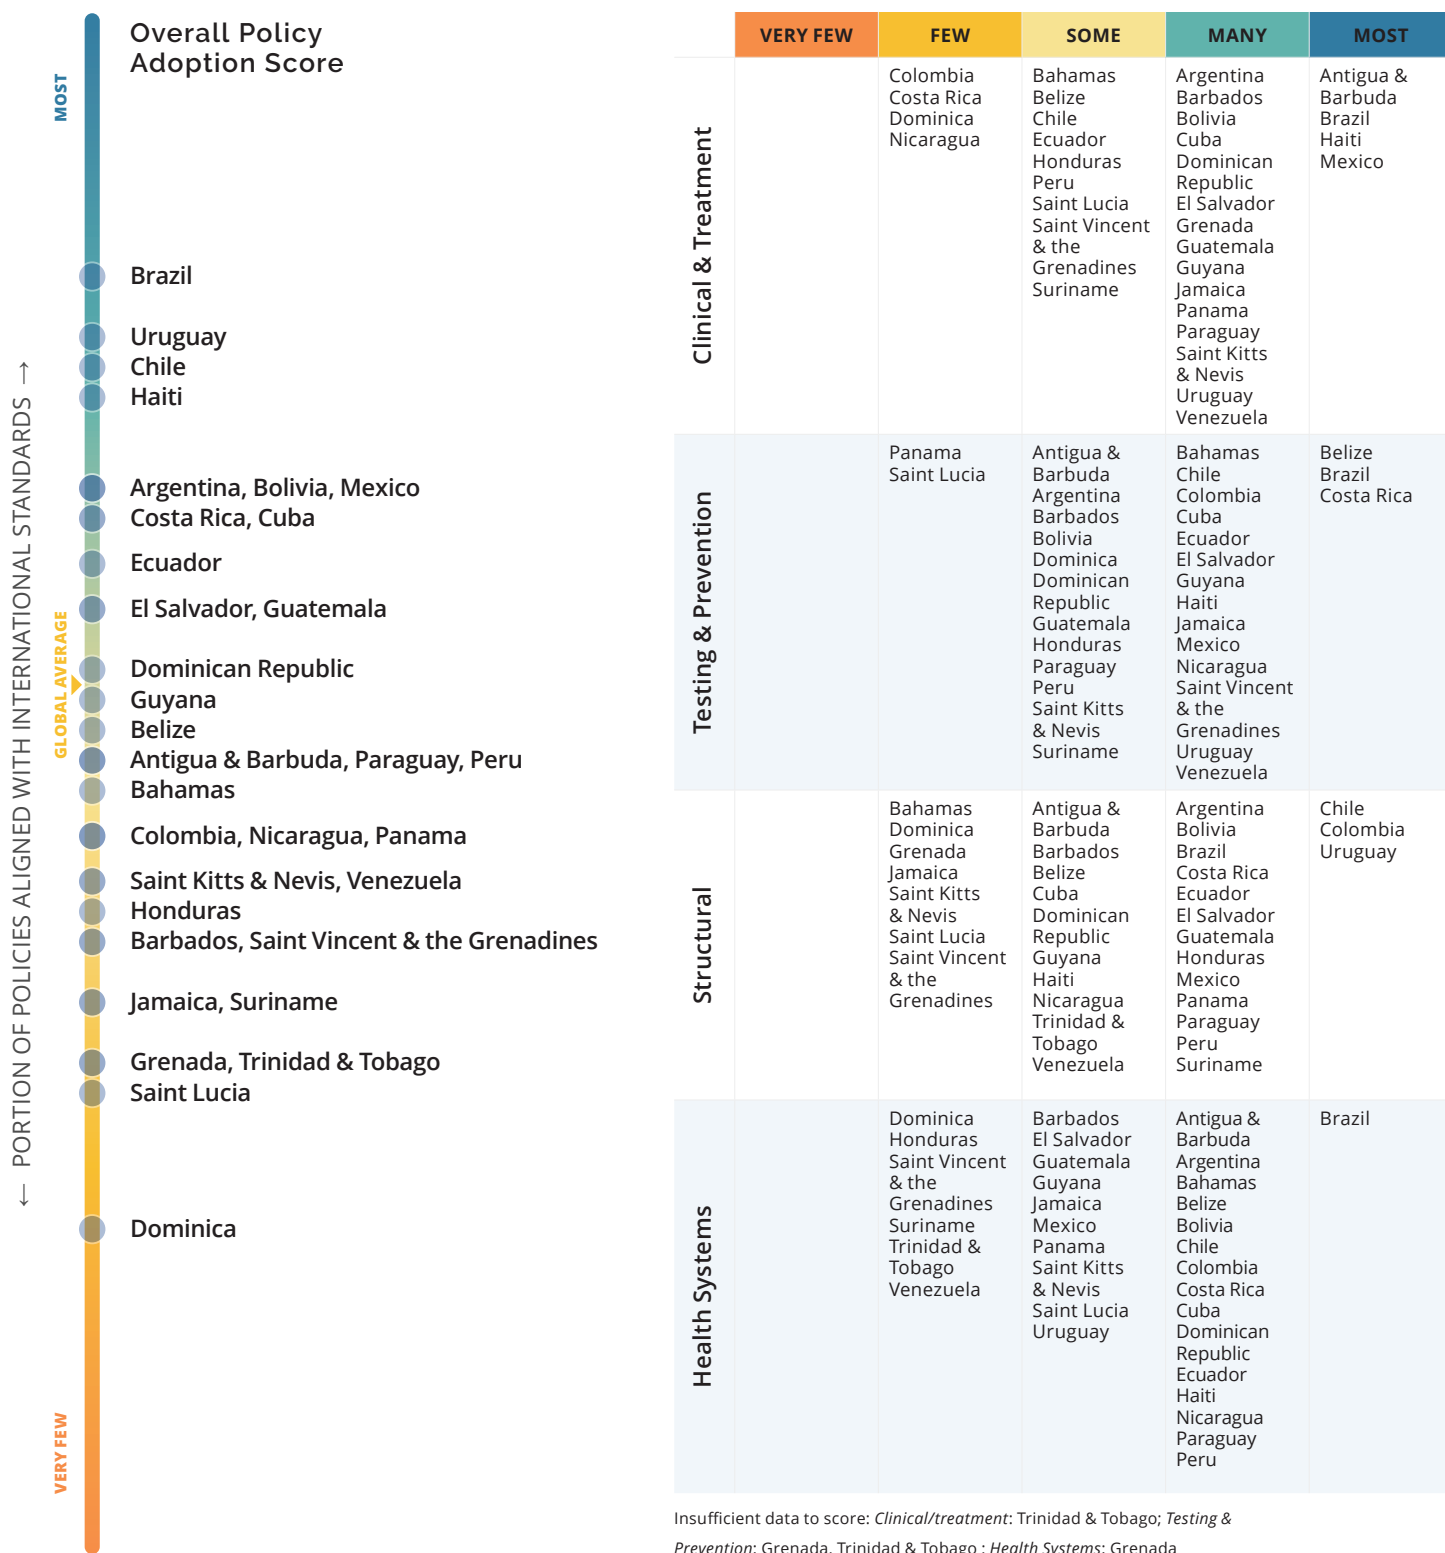 Overall Policy
Adoption Score
MOST
← PORTION OF POLICIES ALIGNED WITH INTERNATIONAL STANDARDS →
GLOBAL AVERAGE
VERY FEW
Brazil
Uruguay
Chile
Haiti
Argentina, Bolivia, Mexico
Costa Rica, Cuba
Ecuador
El Salvador, Guatemala
Dominican Republic
Guyana
Belize
Antigua & Barbuda, Paraguay, Peru
Bahamas
Colombia, Nicaragua, Panama
Saint Kitts & Nevis, Venezuela
Honduras
Barbados, Saint Vincent & the Grenadines
Jamaica, Suriname
Grenada, Trinidad & Tobago
Saint Lucia
Dominica
VERY FEW
FEW
SOME
MANY
MOST
Clinical & Treatment
Colombia
Costa Rica
Dominica
Nicaragua
Bahamas
Belize
Chile
Ecuador
Honduras
Peru
Saint Lucia
Saint Vincent
& the
Grenadines
Suriname
Argentina
Barbados
Bolivia
Cuba
Dominican
Republic
El Salvador
Grenada
Guatemala
Guyana
Jamaica
Panama
Paraguay
Saint Kitts
& Nevis
Uruguay
Venezuela
Antigua &
Barbuda
Brazil
Haiti
Mexico
Testing & Prevention
Panama
Saint Lucia
Antigua &
Barbuda
Argentina
Barbados
Bolivia
Dominica
Dominican
Republic
Guatemala
Honduras
Paraguay
Peru
Saint Kitts
& Nevis
Suriname
Bahamas
Chile
Colombia
Cuba
Ecuador
El Salvador
Guyana
Haiti
Jamaica
Mexico
Nicaragua
Saint Vincent
& the
Grenadines
Uruguay
Venezuela
Belize
Brazil
Costa Rica
Structural
Bahamas
Dominica
Grenada
Jamaica
Saint Kitts
& Nevis
Saint Lucia
Saint Vincent
& the
Grenadines
Antigua &
Barbuda
Barbados
Belize
Cuba
Dominican
Republic
Guyana
Haiti
Nicaragua
Trinidad &
Tobago
Venezuela
Argentina
Bolivia
Brazil
Costa Rica
Ecuador
El Salvador
Guatemala
Honduras
Mexico
Panama
Paraguay
Peru
Suriname
Chile
Colombia
Uruguay
Health Systems
Dominica
Honduras
Saint Vincent
& the
Grenadines
Suriname
Trinidad &
Tobago
Venezuela
Barbados
El Salvador
Guatemala
Guyana
Jamaica
Mexico
Panama
Saint Kitts
& Nevis
Saint Lucia
Uruguay
Antigua &
Barbuda
Argentina
Bahamas
Belize
Bolivia
Chile
Colombia
Costa Rica
Cuba
Dominican
Republic
Ecuador
Haiti
Nicaragua
Paraguay
Peru
Brazil
Insufficient data to score: Clinical/treatment: Trinidad & Tobago; Testing &
Prevention: Grenada, Trinidad & Tobago ; Health Systems: Grenada